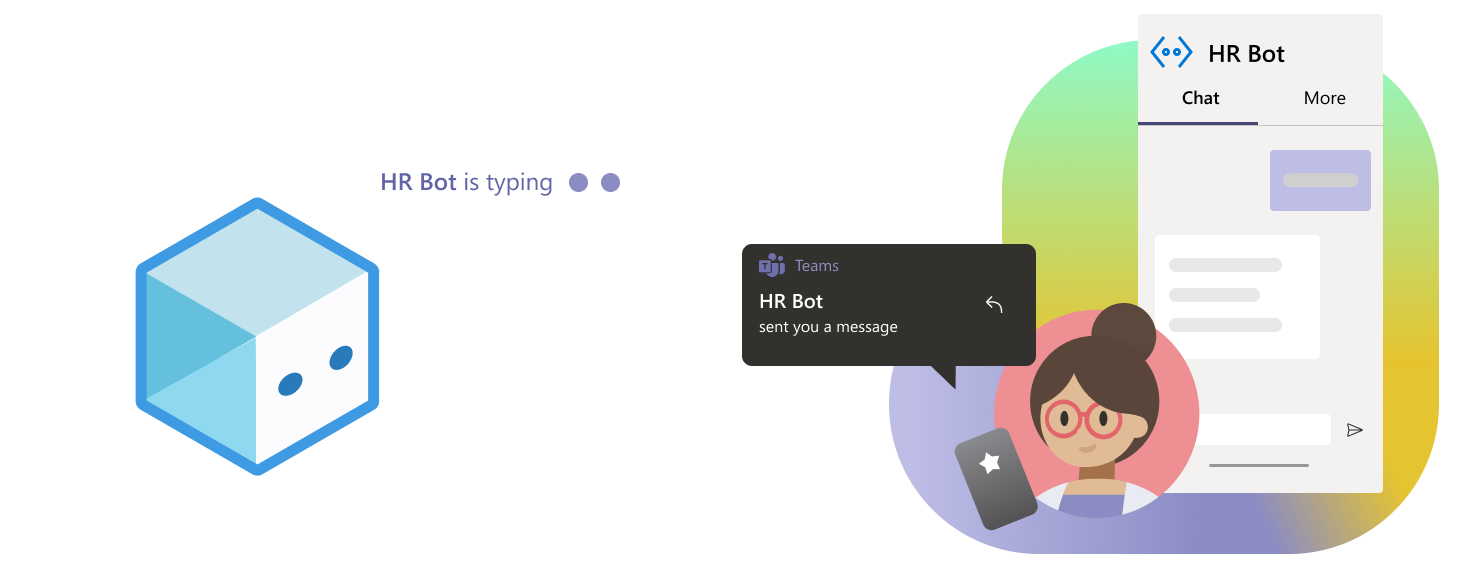 HR Bot is typing
Teams
HR Bot
sent you a message
HR Bot
Chat More